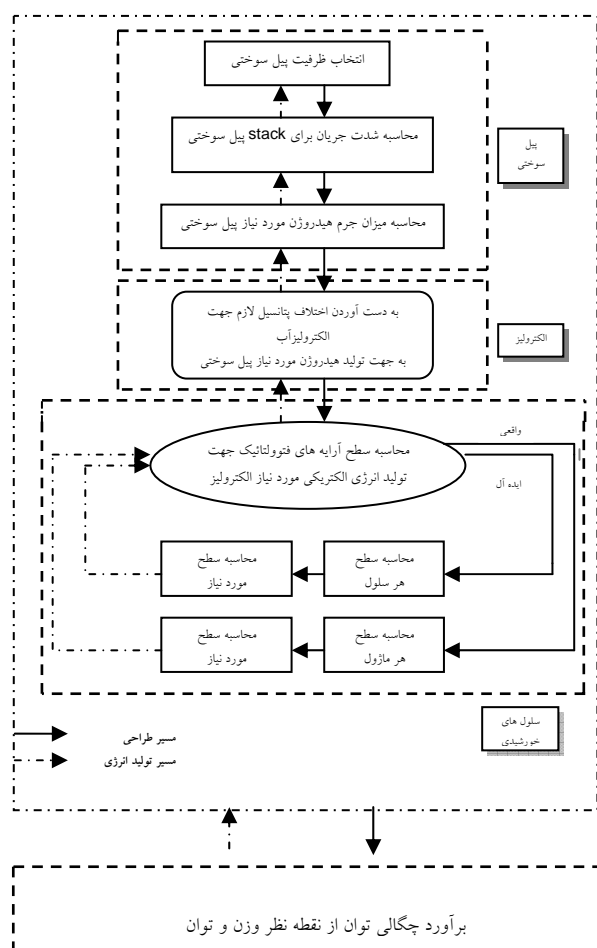 انتخاب ظرفیت پیل سوختی
محاسبه شدت جریان برای stack پیل سوختی
پیل
سوختی
محاسبه میزان جرم هیدروژن مورد نیاز پیل سوختی
به دست آوردن اختلاف پتانسیل لازم جهت
الکترولیزآب
به جهت تولید هیدروژن مورد نیاز پیل سوختی
الکترولیز
محاسبه سطح آرایه های فتوولتائیک جهت
تولید انرژی الکتریکی مورد نیاز الکترولیز
واقعی
ایده آل
محاسبه سطح
هر سلول
محاسبه سطح
مورد نیاز
محاسبه سطح
هر ماژول
محاسبه سطح
مورد نیاز
سلول های
خورشیدی
مسیر طراحی
مسیر تولید انرژی
برآورد چگالی توان از نقطه نظر وزن و توان